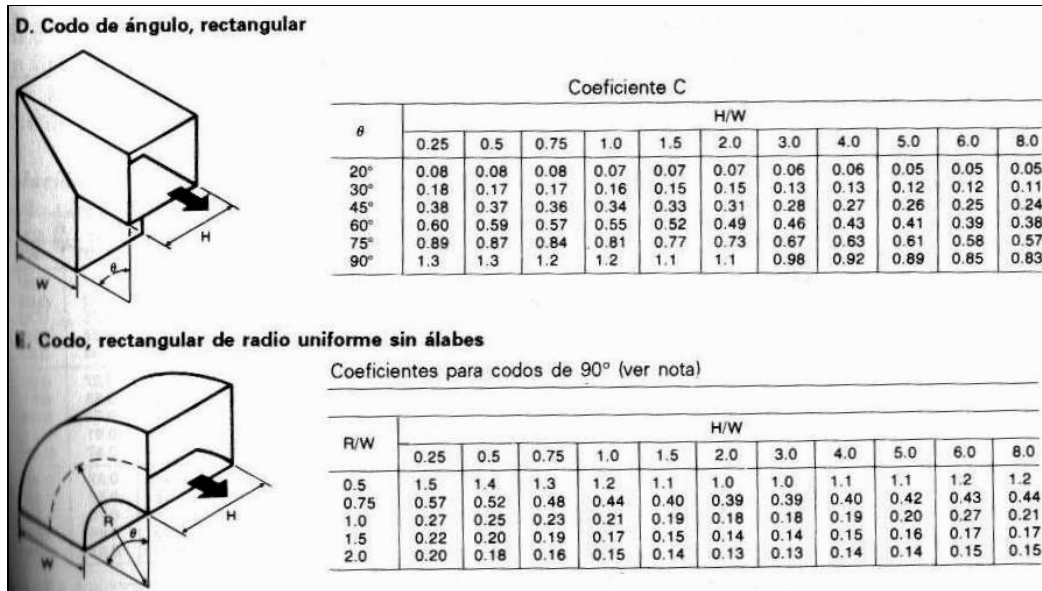 D. Codo de ángulo, rectangular
Coeficiente C
θ H/W
0.25 0.5 0.75 1.0 1.5 2.0 3.0 4.0 5.0 6.0 8.0
20° 0.08 0.08 0.08 0.07 0.07 0.07 0.06 0.06 0.05 0.05 0.05
30° 0.18 0.17 0.17 0.16 0.15 0.15 0.13 0.13 0.12 0.12 0.11
45° 0.38 0.37 0.36 0.34 0.33 0.31 0.28 0.27 0.26 0.25 0.24
60° 0.60 0.59 0.57 0.55 0.52 0.49 0.46 0.43 0.41 0.39 0.38
75° 0.89 0.87 0.84 0.81 0.77 0.73 0.67 0.63 0.61 0.58 0.57
90° 1.3 1.3 1.2 1.2 1.1 1.1 0.98 0.92 0.89 0.85 0.83
H
θ
W
. Codo, rectangular de radio uniforme sin álabes
Coeficientes para codos de 90° (ver nota)
R/W H/W
0.25 0.5 0.75 1.0 1.5 2.0 3.0 4.0 5.0 6.0 8.0
0.5 1.5 1.4 1.3 1.2 1.1 1.0 1.0 1.1 1.1 1.2 1.2
0.75 0.57 0.52 0.48 0.44 0.40 0.39 0.39 0.40 0.42 0.43 0.44
1.0 0.27 0.25 0.23 0.21 0.19 0.18 0.18 0.19 0.20 0.27 0.21
1.5 0.22 0.20 0.19 0.17 0.15 0.14 0.14 0.15 0.16 0.17 0.17
2.0 0.20 0.18 0.16 0.15 0.14 0.13 0.13 0.14 0.14 0.15 0.15
R
H
θ
W